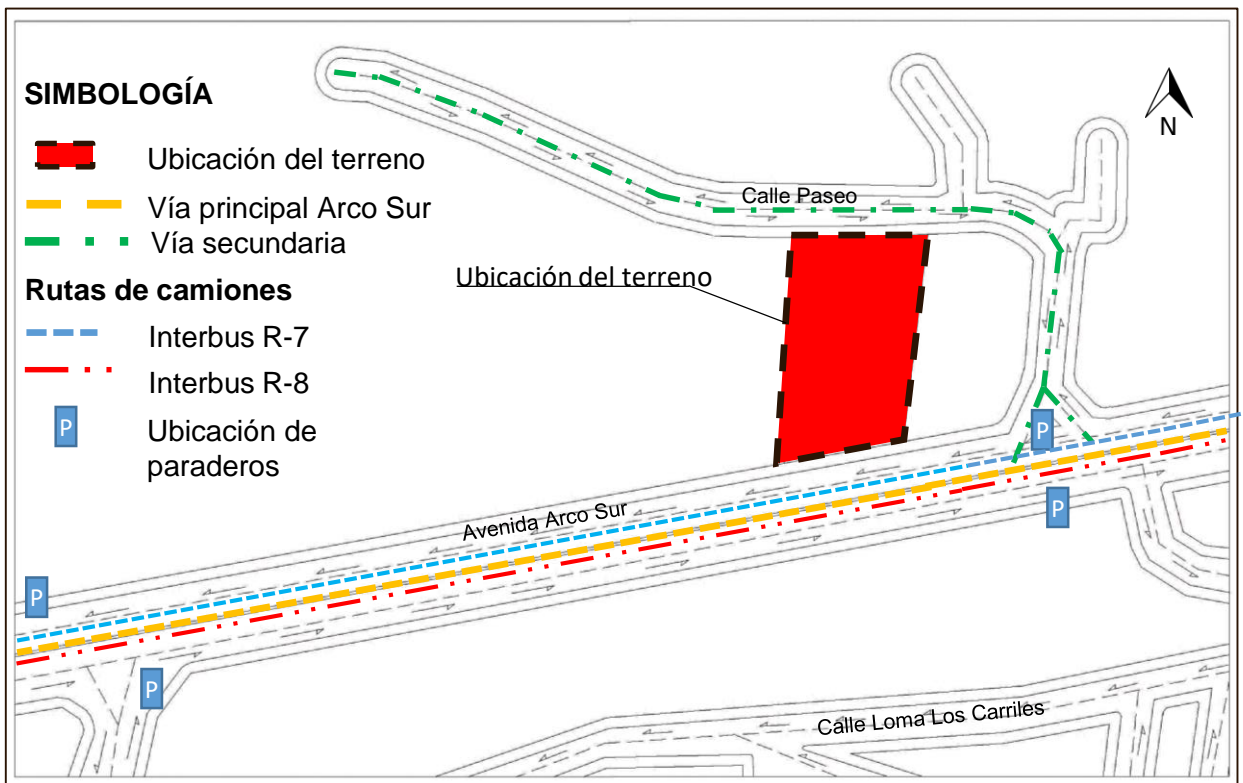 SIMBOLOGÍA
Ubicación del terreno
Vía principal Arco Sur
Vía secundaria
Rutas de camiones
Interbus R-7
Interbus R-8
P
Ubicación de
paraderos
N
Calle Paseo
Ubicación del terreno
P
P
Avenida Arco Sur
P
P
Calle Loma Los Carriles